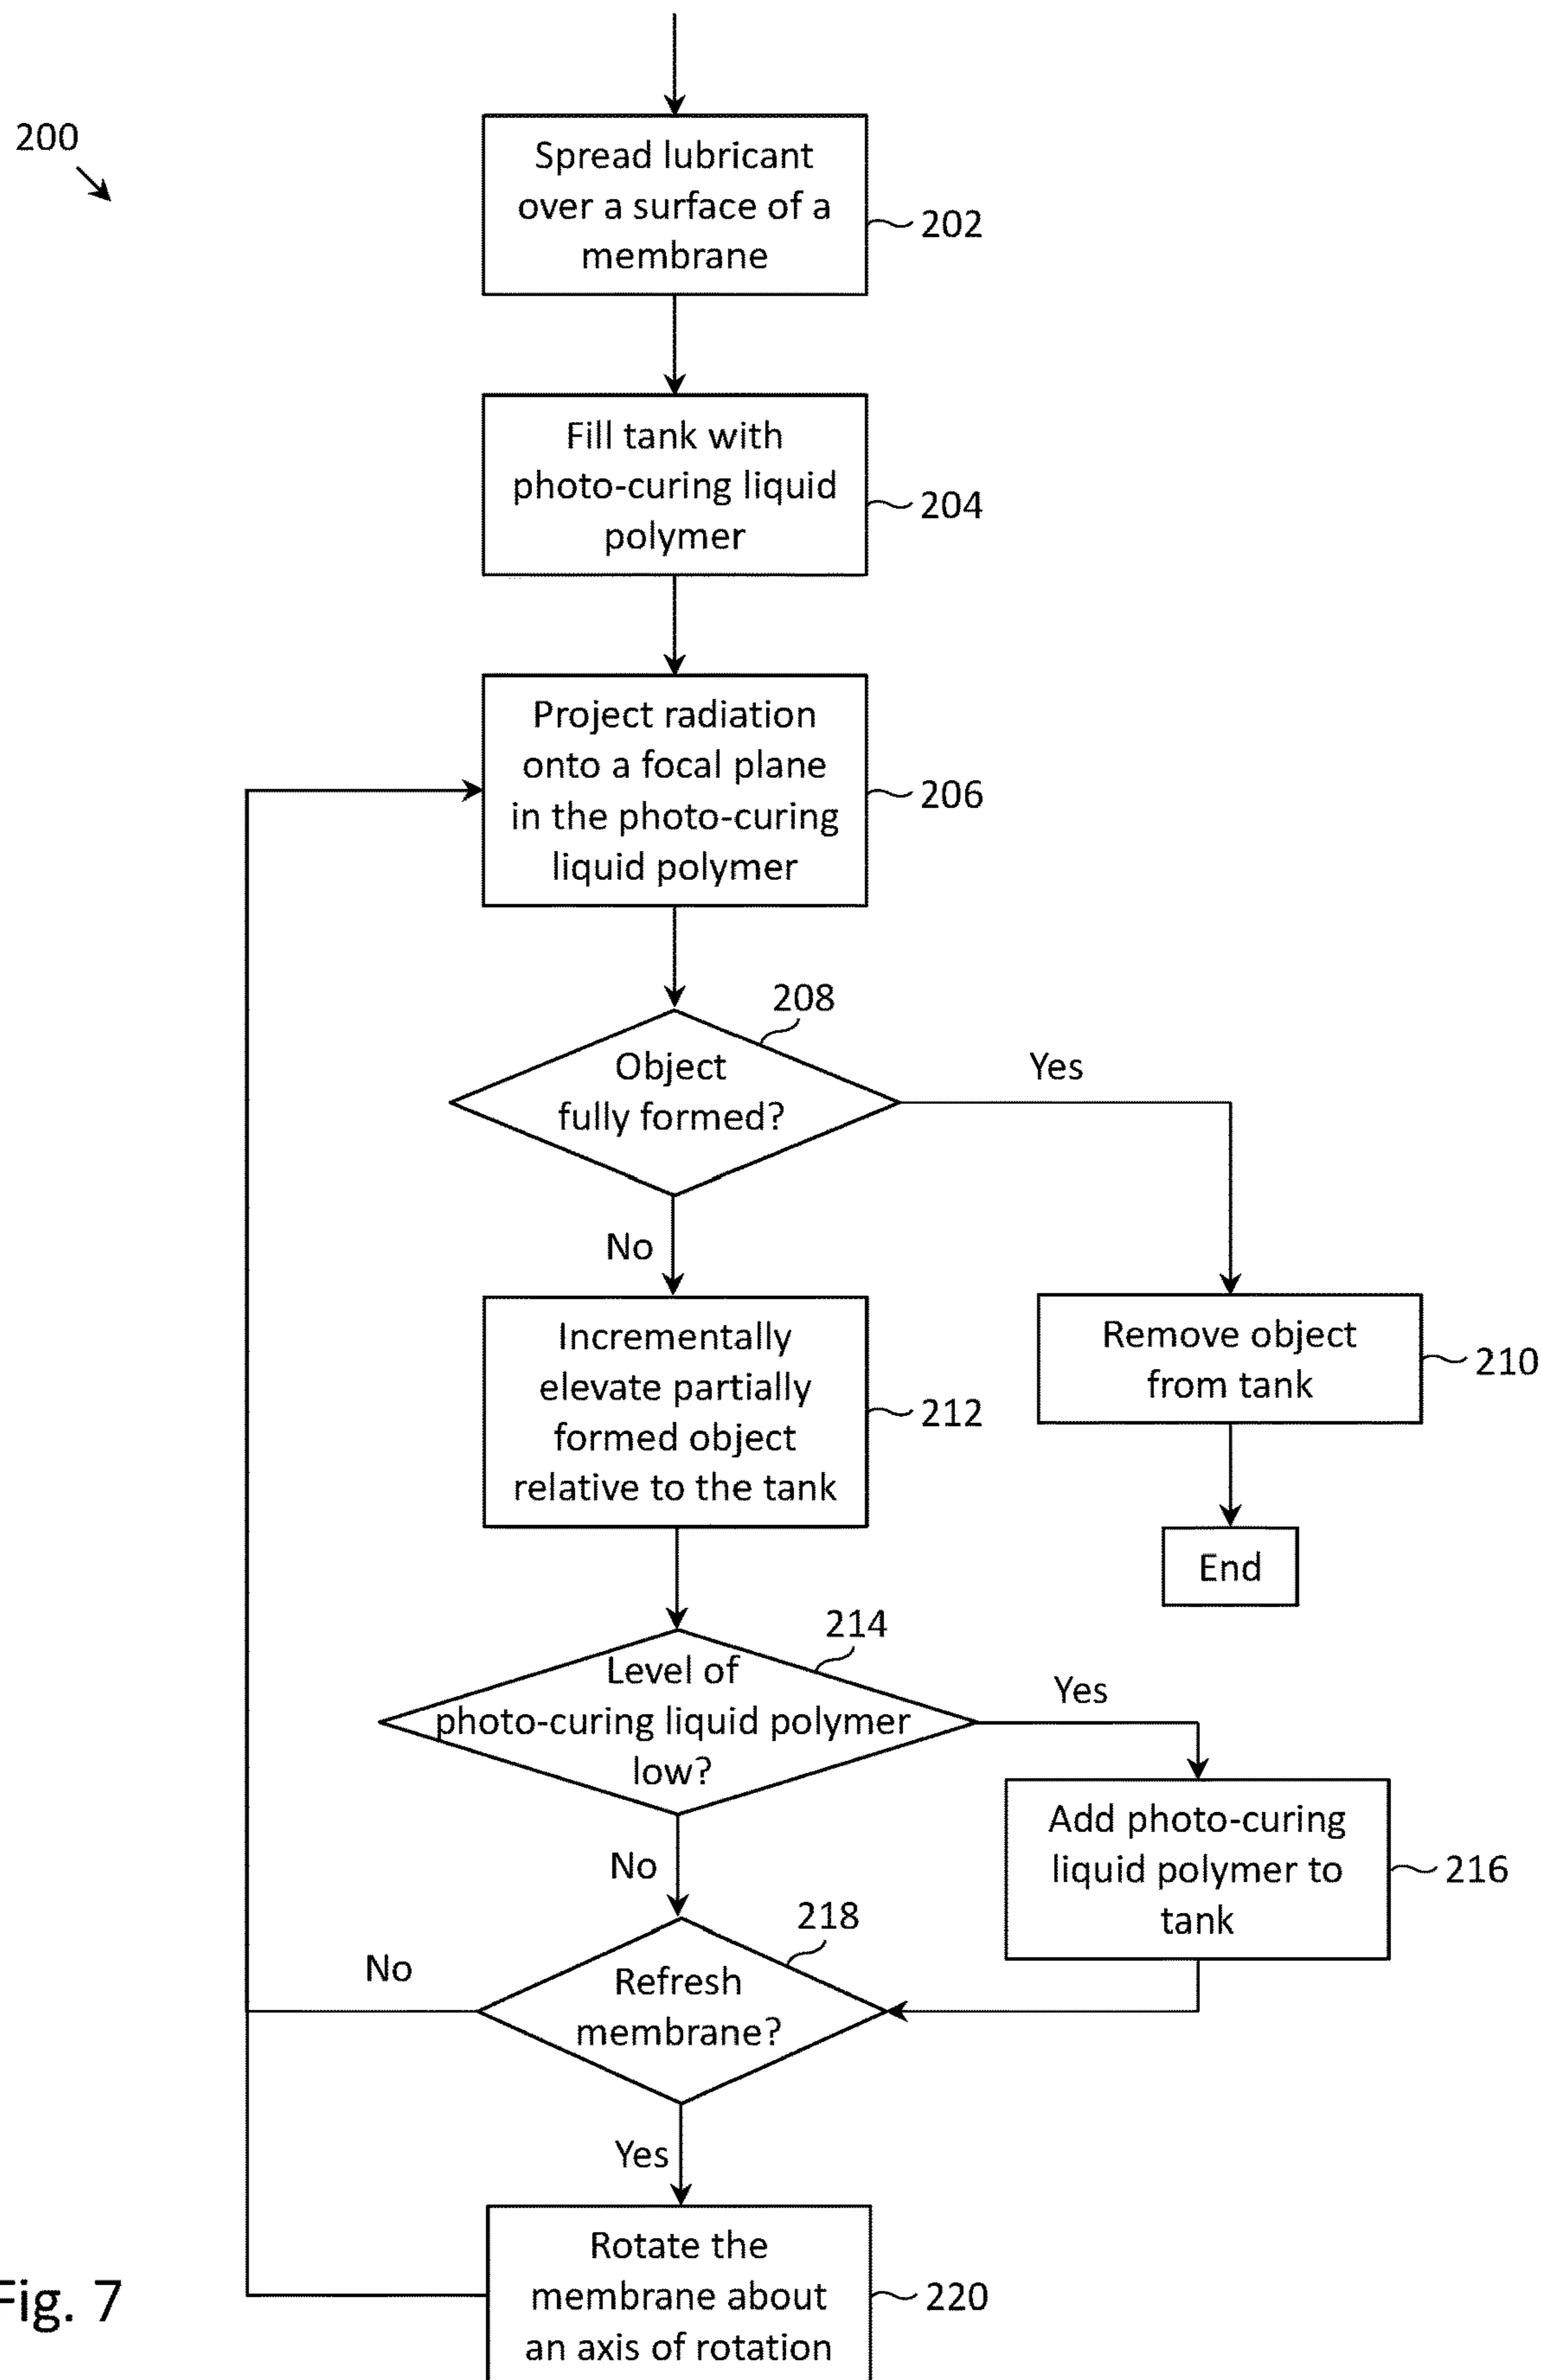 200
Spread lubricant
over a surface of a
membrane
202
Fill tank with
photo-curing liquid
polymer
204
Project radiation
onto a focal plane
in the photo-curing
liquid polymer
206
208
Object
fully formed?
Yes
No
Incrementally
elevate partially
formed object
relative to the tank
212
Remove object
from tank
210
End
214
Level of
photo-curing liquid polymer
low?
Yes
No
Add photo-curing
liquid polymer to
tank
216
218
Refresh
membrane?
No
Yes
Rotate the
membrane about
an axis of rotation
220
Fig. 7